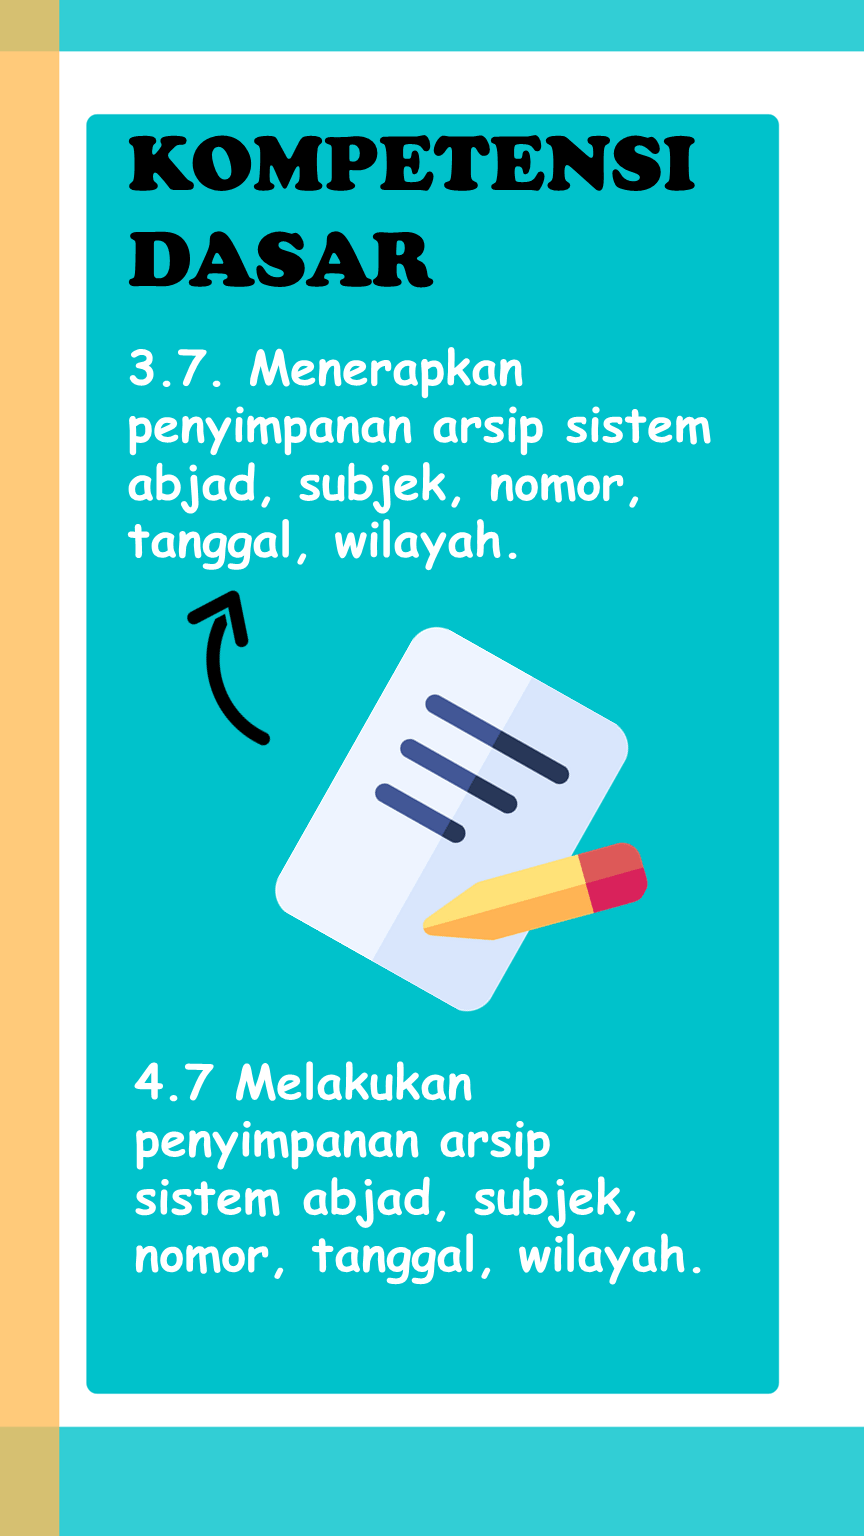 KOMPETENSI
DASAR
3.7. Menerapkan
penyimpanan arsip sistem
abjad, subjek, nomor,
tanggal, wilayah.
4.7 Melakukan
penyimpanan arsip
sistem abjad, subjek,
nomor, tanggal, wilayah.